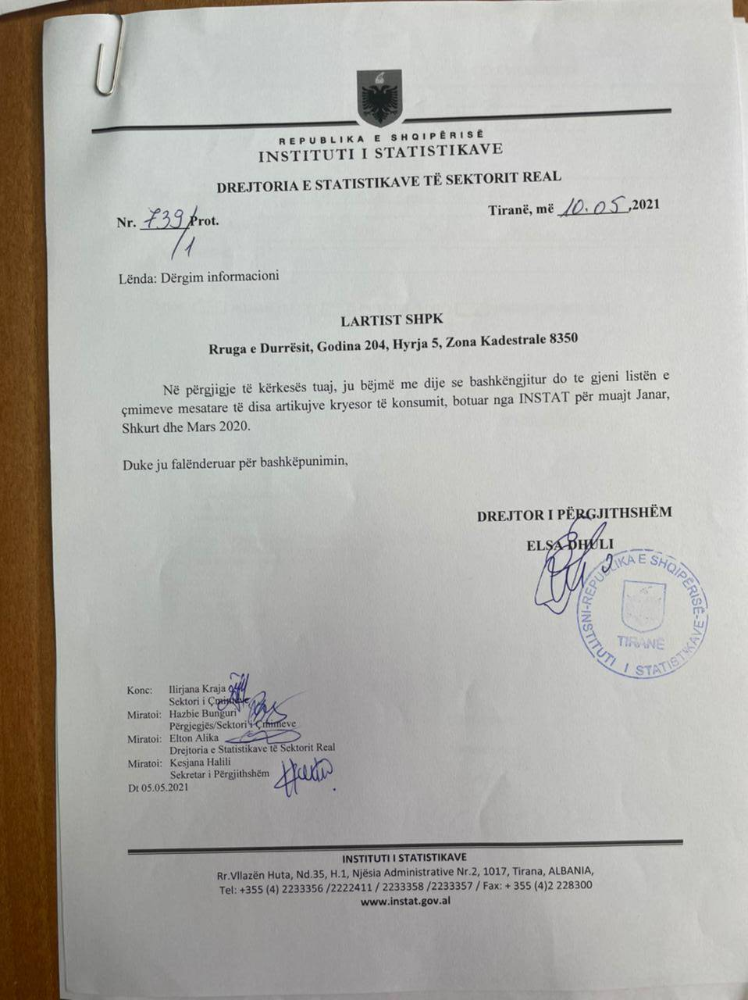 REPUBLIKA E SHQIPËRISË
INSTITUTI I STATISTIKAVE
DREJTORIA E STATISTIKAVE TË SEKTORIT REAL
Nr. 739/1 Prot.
Tiranë, më 10.05.2021
Lënda: Dërgim informacioni
LARTIST SHPK
Rruga e Durrësit, Godina 204, Hyrja 5, Zona Kadestrale 8350
Në përgjigje të kërkesës tuaj, ju bëjmë me dije se bashkëngjitur do te gjeni listën e
çmimeve mesatare të disa artikujve kryesor të konsumit, botuar nga INSTAT për muajt Janar,
Shkurt dhe Mars 2020.
Duke ju falënderuar për bashkëpunimin,
DREJTOR I PËRGJITHSHËM
ELSA DHULI
REPUBLIKA E SHQIPËRISË
INSTITUTI I STATISTIKAVE
TIRANË
Konc: Ilirjana Kraja
Sektori i Çmimeve
Miratoi: Hazbie Bunguri
Përgjegjës/Sektori i Çmimeve
Miratoi: Elton Alika
Drejtoria e Statistikave të Sektorit Real
Miratoi: Kesjana Halili
Sekretar i Përgjithshëm
Dt 05.05.2021
INSTITUTI I STATISTIKAVE
Rr.Vllazën Huta, Nd.35, H.1, Njësia Administrative Nr.2, 1017, Tirana, ALBANIA,
Tel: +355 (4) 2233356 /2222411 / 2233358 /2233357 / Fax: + 355 (4)2 228300
www.instat.gov.al